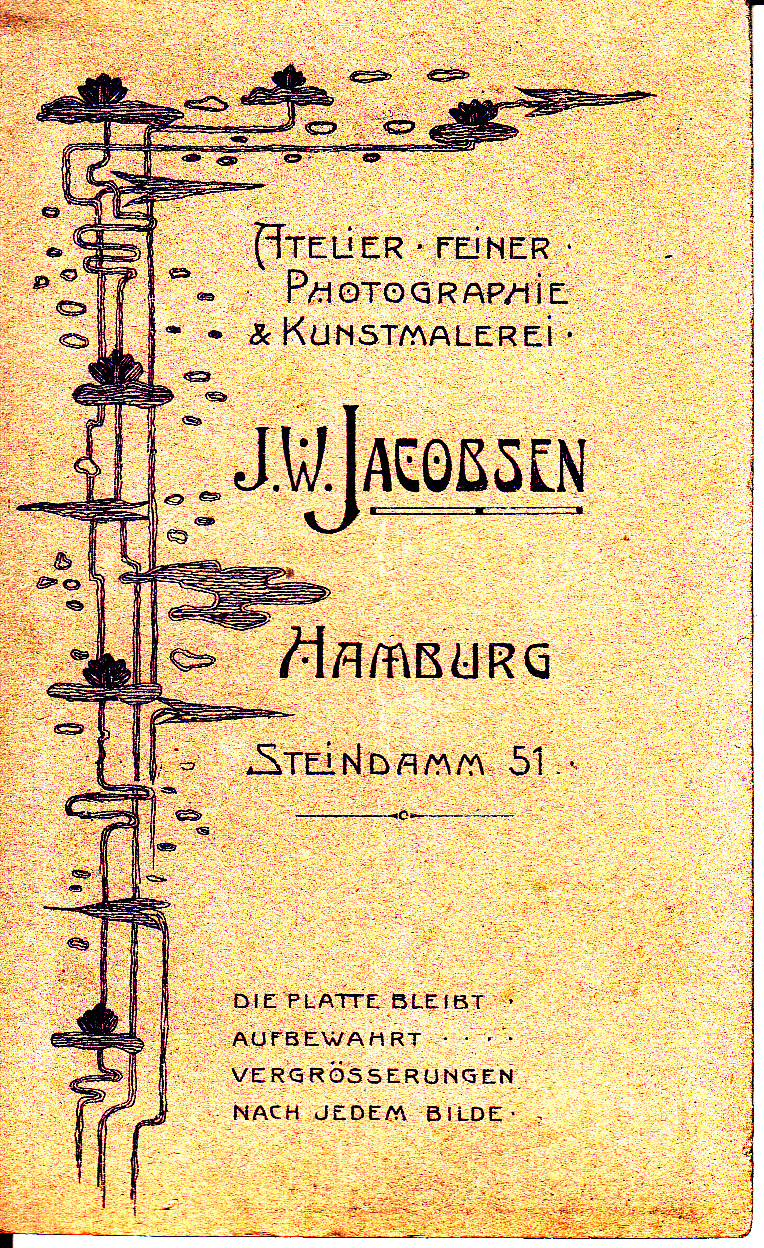 ATELIER · FEINER ·
PHOTOGRAPHIE
& KUNSTMALEREI ·
J.W. JACOBSEN
HAMBURG
STEINDAMM 51.
DIE PLATTE BLEIBT ·
AUFBEWAHRT · · · ·
VERGRÖSSERUNGEN
NACH JEDEM BILDE ·